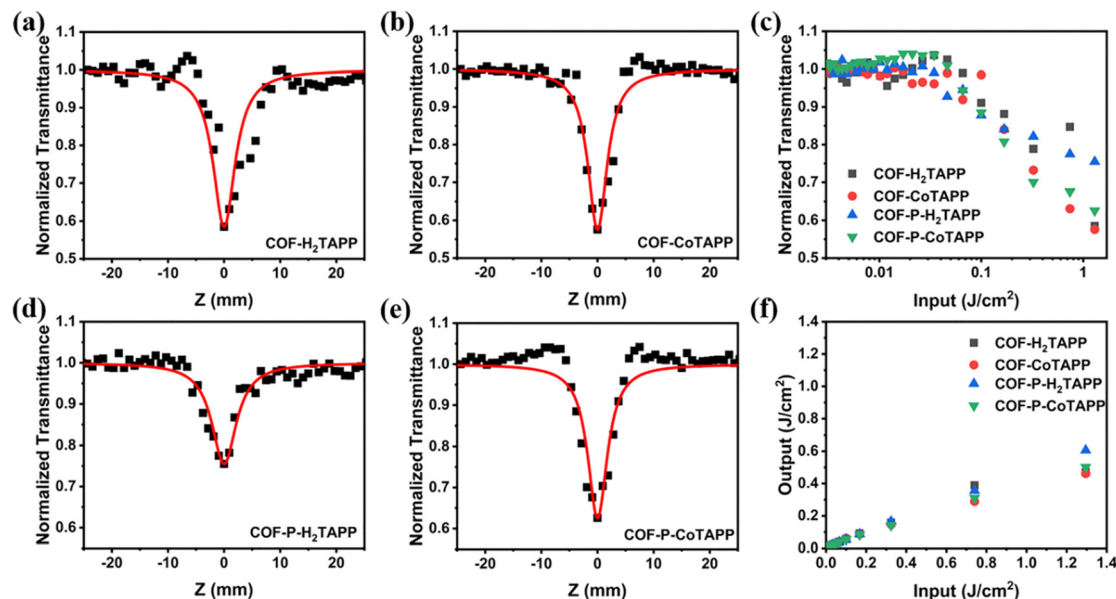 (a)
1.1
1.0
0.9
0.8
0.7
0.6
0.5
Normalized Transmittance
-20 -10 0 10 20
Z (mm)
COF-H₂TAPP
(b)
1.1
1.0
0.9
0.8
0.7
0.6
0.5
Normalized Transmittance
-20 -10 0 10 20
Z (mm)
COF-CoTAPP
(c)
1.1
1.0
0.9
0.8
0.7
0.6
0.5
Normalized Transmittance
COF-H₂TAPP
COF-CoTAPP
COF-P-H₂TAPP
COF-P-CoTAPP
0.01 0.1 1
Input (J/cm²)
(d)
1.1
1.0
0.9
0.8
0.7
0.6
Normalized Transmittance
-20 -10 0 10 20
Z (mm)
COF-P-H₂TAPP
(e)
1.1
1.0
0.9
0.8
0.7
0.6
Normalized Transmittance
-20 -10 0 10 20
Z (mm)
COF-P-CoTAPP
(f)
1.4
1.2
1.0
0.8
0.6
0.4
0.2
0.0
Output (J/cm²)
COF-H₂TAPP
COF-CoTAPP
COF-P-H₂TAPP
COF-P-CoTAPP
0.0 0.2 0.4 0.6 0.8 1.0 1.2 1.4
Input (J/cm²)